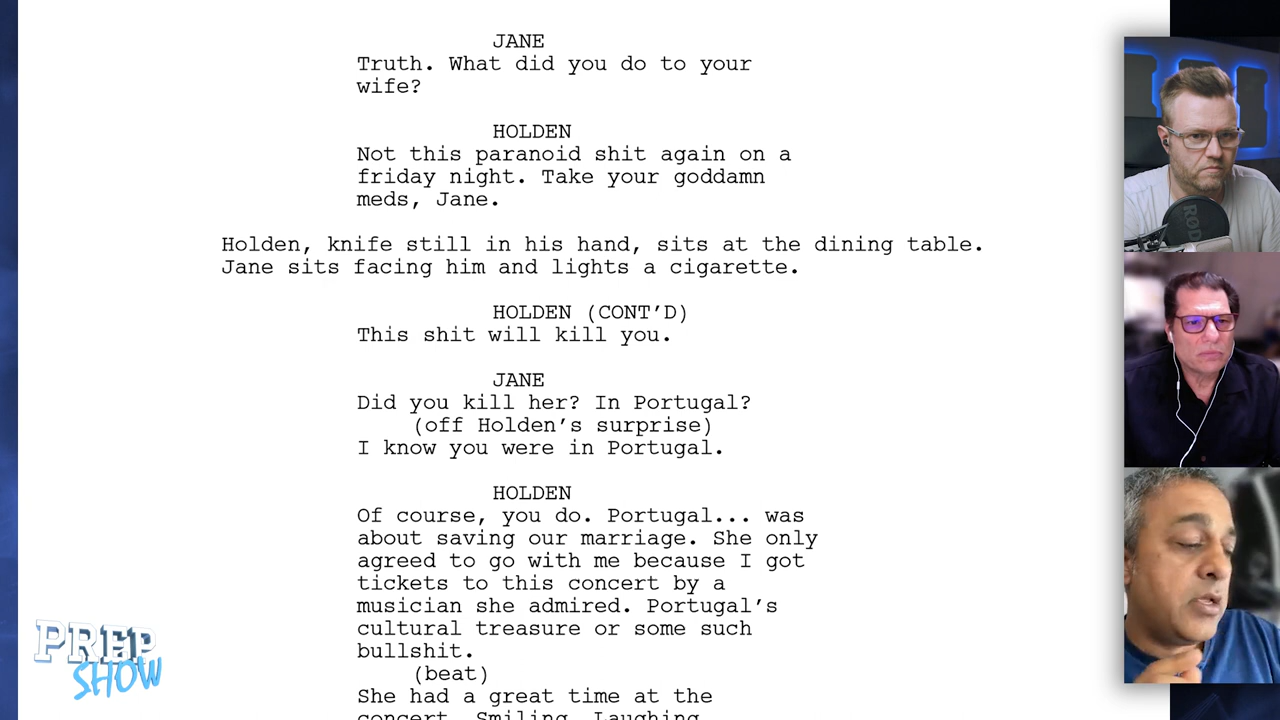 JANE
Truth. What did you do to your
wife?
HOLDEN
Not this paranoid shit again on a
friday night. Take your goddamn
meds, Jane.
Holden, knife still in his hand, sits at the dining table.
Jane sits facing him and lights a cigarette.
HOLDEN (CONT'D)
This shit will kill you.
JANE
Did you kill her? In Portugal?
(off Holden's surprise)
I know you were in Portugal.
HOLDEN
Of course, you do. Portugal... was
about saving our marriage. She only
agreed to go with me because I got
tickets to this concert by a
musician she admired. Portugal's
cultural treasure or some such
bullshit.
(beat)
She had a great time at the
concert. Smiling. Laughing.
PREP
SHOW
RØDE